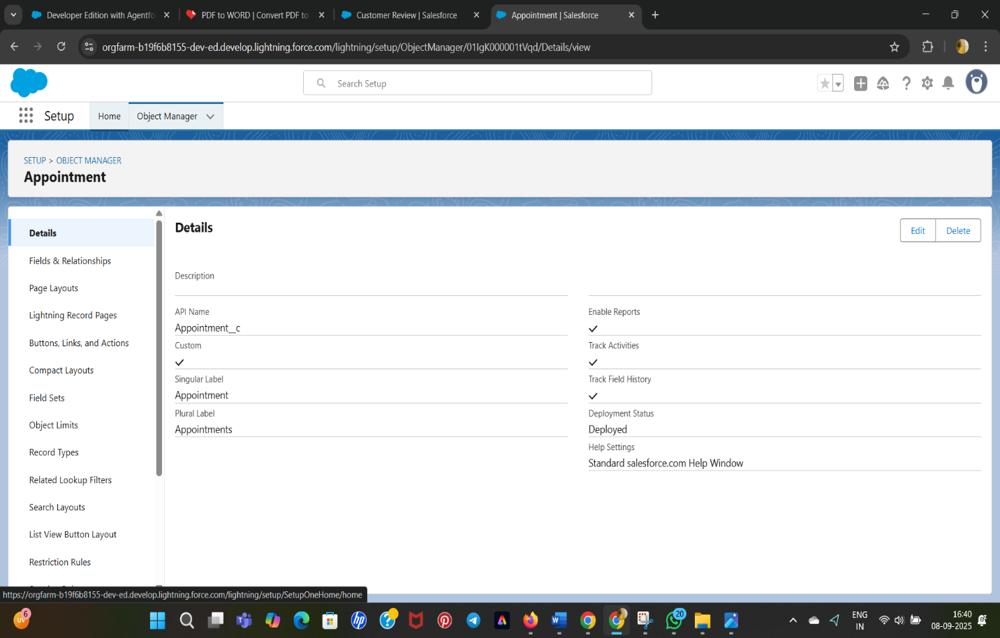 Developer Edition with Agentfo
PDF to WORD | Convert PDF to
Customer Review | Salesforce
Appointment | Salesforce
orgfarm-b19f6b8155-dev-ed.develop.lightning.force.com/lightning/setup/ObjectManager/01IgK000001tVqd/Details/view
Search Setup
Setup
Home
Object Manager
SETUP > OBJECT MANAGER
Appointment
Details
Fields & Relationships
Page Layouts
Lightning Record Pages
Buttons, Links, and Actions
Compact Layouts
Field Sets
Object Limits
Record Types
Related Lookup Filters
Search Layouts
List View Button Layout
Restriction Rules
Details
Edit
Delete
Description
API Name
Appointment__c
Custom
Singular Label
Appointment
Plural Label
Appointments
Enable Reports
Track Activities
Track Field History
Deployment Status
Deployed
Help Settings
Standard salesforce.com Help Window
https://orgfarm-b19f6b8155-dev-ed.develop.lightning.force.com/lightning/setup/SetupOneHome/home
UV
6
20
ENG
IN
16:40
08-09-2025